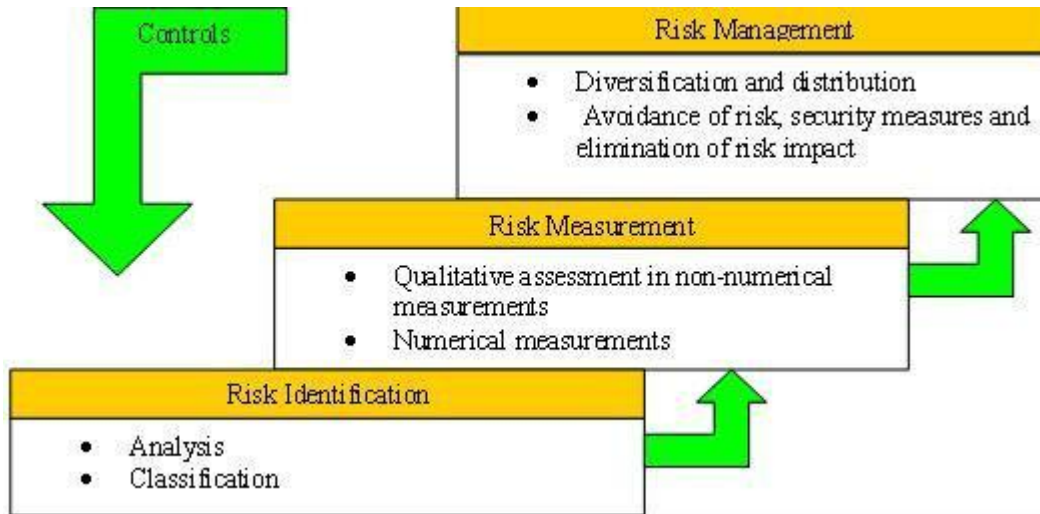 Controls
Risk Management
• Diversification and distribution
• Avoidance of risk, security measures and
elimination of risk impact
Risk Measurement
• Qualitative assessment in non-numerical
measurements
• Numerical measurements
Risk Identification
• Analysis
• Classification